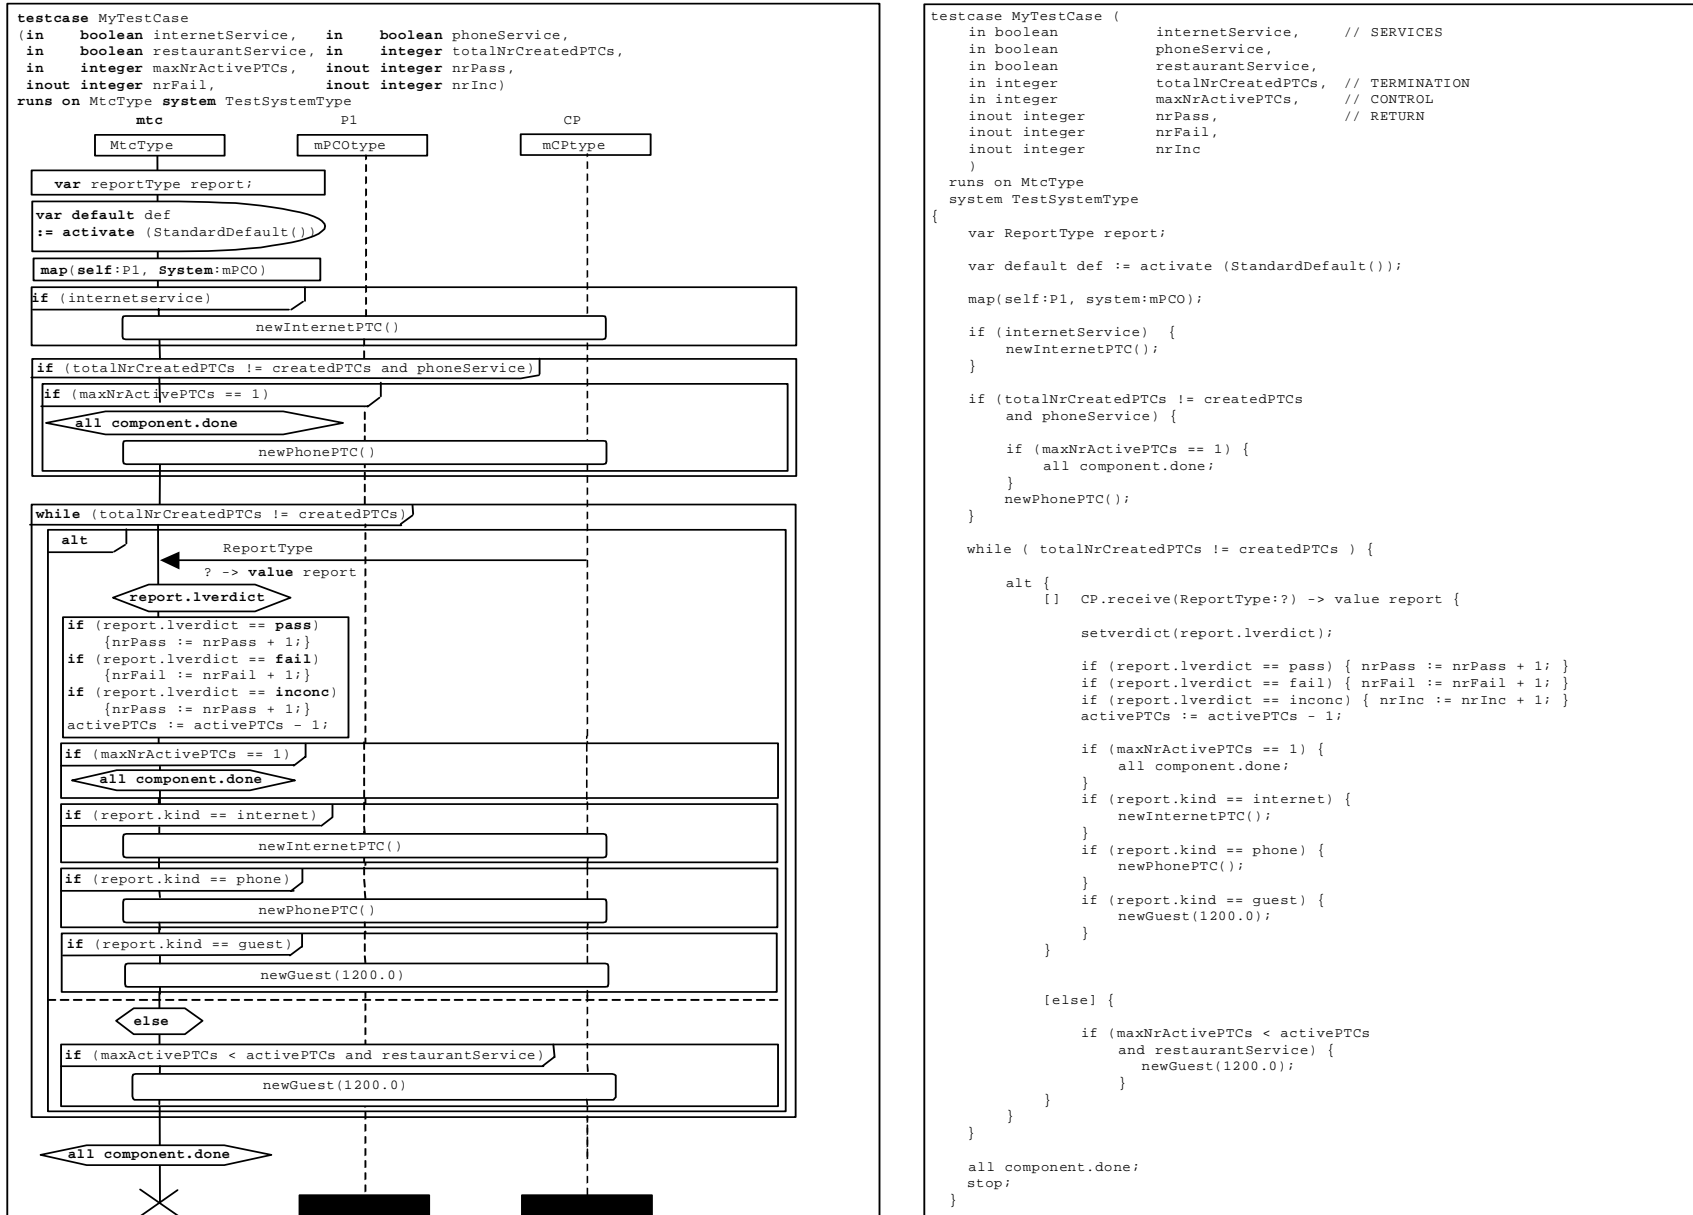 testcase MyTestCase
(in boolean internetService, in boolean phoneService,
in boolean restaurantService, in integer totalNrCreatedPTCs,
in integer maxNrActivePTCs, inout integer nrPass,
inout integer nrFail, inout integer nrInc)
runs on MtcType system TestSystemType
mtc P1 CP
MtcType mPCOtype mCPtype
var reportType report;
var default def
:= activate (StandardDefault())
map(self:P1, System:mPCO)
if (internetservice)
newInternetPTC()
if (totalNrCreatedPTCs != createdPTCs and phoneService)
if (maxNrActivePTCs == 1)
all component.done
newPhonePTC()
while (totalNrCreatedPTCs != createdPTCs)
alt
ReportType
? -> value report
report.lverdict
if (report.lverdict == pass)
{nrPass := nrPass + 1;}
if (report.lverdict == fail)
{nrFail := nrFail + 1;}
if (report.lverdict == inconc)
{nrPass := nrPass + 1;}
activePTCs := activePTCs - 1;
if (maxNrActivePTCs == 1)
all component.done
if (report.kind == internet)
newInternetPTC()
if (report.kind == phone)
newPhonePTC()
if (report.kind == guest)
newGuest(1200.0)
else
if (maxActivePTCs < activePTCs and restaurantService)
newGuest(1200.0)
all component.done
testcase MyTestCase (
in boolean internetService, // SERVICES
in boolean phoneService,
in boolean restaurantService,
in integer totalNrCreatedPTCs, // TERMINATION
in integer maxNrActivePTCs, // CONTROL
inout integer nrPass, // RETURN
inout integer nrFail,
inout integer nrInc
)
runs on MtcType
system TestSystemType
{
var ReportType report;
var default def := activate (StandardDefault());
map(self:P1, system:mPCO);
if (internetService) {
newInternetPTC();
}
if (totalNrCreatedPTCs != createdPTCs
and phoneService) {
if (maxNrActivePTCs == 1) {
all component.done;
}
newPhonePTC();
}
while ( totalNrCreatedPTCs != createdPTCs ) {
alt {
[] CP.receive(ReportType:?) -> value report {
setverdict(report.lverdict);
if (report.lverdict == pass) { nrPass := nrPass + 1; }
if (report.lverdict == fail) { nrFail := nrFail + 1; }
if (report.lverdict == inconc) { nrInc := nrInc + 1; }
activePTCs := activePTCs - 1;
if (maxNrActivePTCs == 1) {
all component.done;
}
if (report.kind == internet) {
newInternetPTC();
}
if (report.kind == phone) {
newPhonePTC();
}
if (report.kind == guest) {
newGuest(1200.0);
}
}
[else] {
if (maxNrActivePTCs < activePTCs
and restaurantService) {
newGuest(1200.0);
}
}
}
}
all component.done;
stop;
}